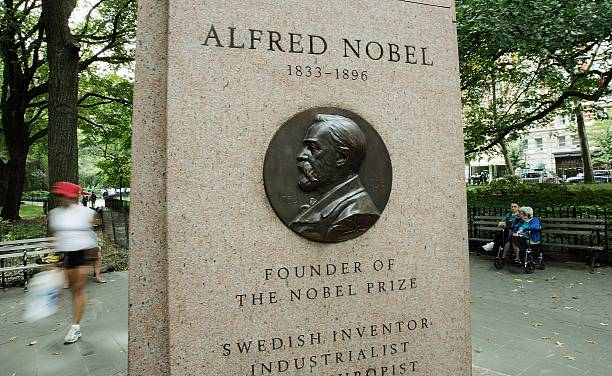 ALFRED NOBEL
1833-1896
FOUNDER OF
THE NOBEL PRIZE
SWEDISH INVENTOR·
INDUSTRIALIST